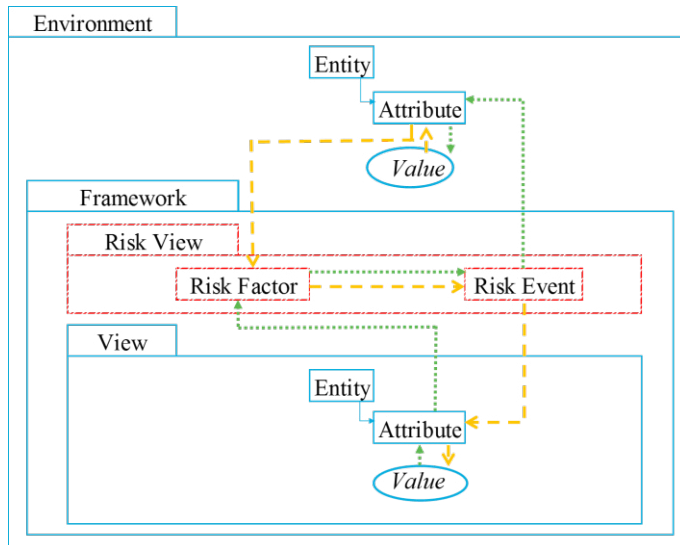 Environment
Entity
Attribute
Value
Framework
Risk View
Risk Factor
Risk Event
View
Entity
Attribute
Value